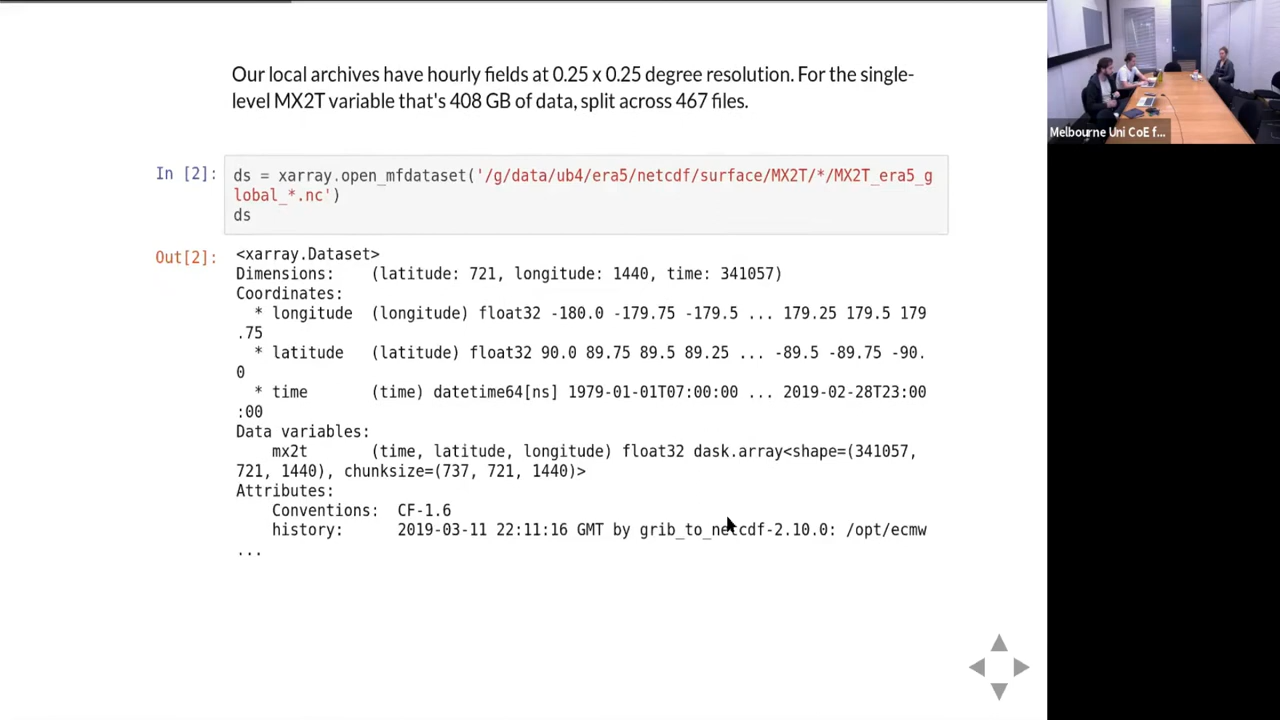 Our local archives have hourly fields at 0.25 x 0.25 degree resolution. For the single-
level MX2T variable that's 408 GB of data, split across 467 files.
In [2]: ds = xarray.open_mfdataset('/g/data/ub4/era5/netcdf/surface/MX2T/*/MX2T_era5_g
lobal_*.nc')
ds
Out[2]: <xarray.Dataset>
Dimensions:    (latitude: 721, longitude: 1440, time: 341057)
Coordinates:
  * longitude  (longitude) float32 -180.0 -179.75 -179.5 ... 179.25 179.5 179
.75
  * latitude   (latitude) float32 90.0 89.75 89.5 89.25 ... -89.5 -89.75 -90.
0
  * time       (time) datetime64[ns] 1979-01-01T07:00:00 ... 2019-02-28T23:00
:00
Data variables:
    mx2t       (time, latitude, longitude) float32 dask.array<shape=(341057,
721, 1440), chunksize=(737, 721, 1440)>
Attributes:
    Conventions:  CF-1.6
    history:      2019-03-11 22:11:16 GMT by grib_to_netcdf-2.10.0: /opt/ecmw
...
Melbourne Uni CoE f...